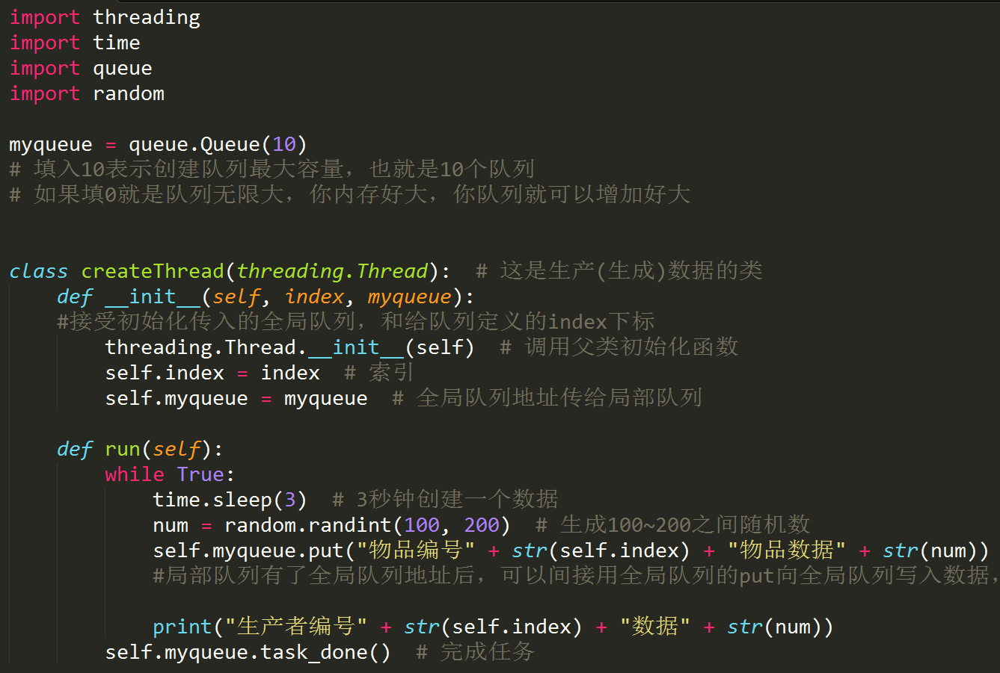 import threading
import time
import queue
import random
myqueue = queue.Queue(10)
# 填入10表示创建队列最大容量，也就是10个队列
# 如果填0就是队列无限大，你内存好大，你队列就可以增加好大
class createThread(threading.Thread):  # 这是生产(生成)数据的类
    def __init__(self, index, myqueue):
    #接受初始化传入的全局队列，和给队列定义的index下标
        threading.Thread.__init__(self)  # 调用父类初始化函数
        self.index = index  # 索引
        self.myqueue = myqueue  # 全局队列地址传给局部队列
    def run(self):
        while True:
            time.sleep(3)  # 3秒钟创建一个数据
            num = random.randint(100, 200)  # 生成100~200之间随机数
            self.myqueue.put("物品编号" + str(self.index) + "物品数据" + str(num))
            #局部队列有了全局队列地址后，可以间接用全局队列的put向全局队列写入数据，
            print("生产者编号" + str(self.index) + "数据" + str(num))
        self.myqueue.task_done()  # 完成任务